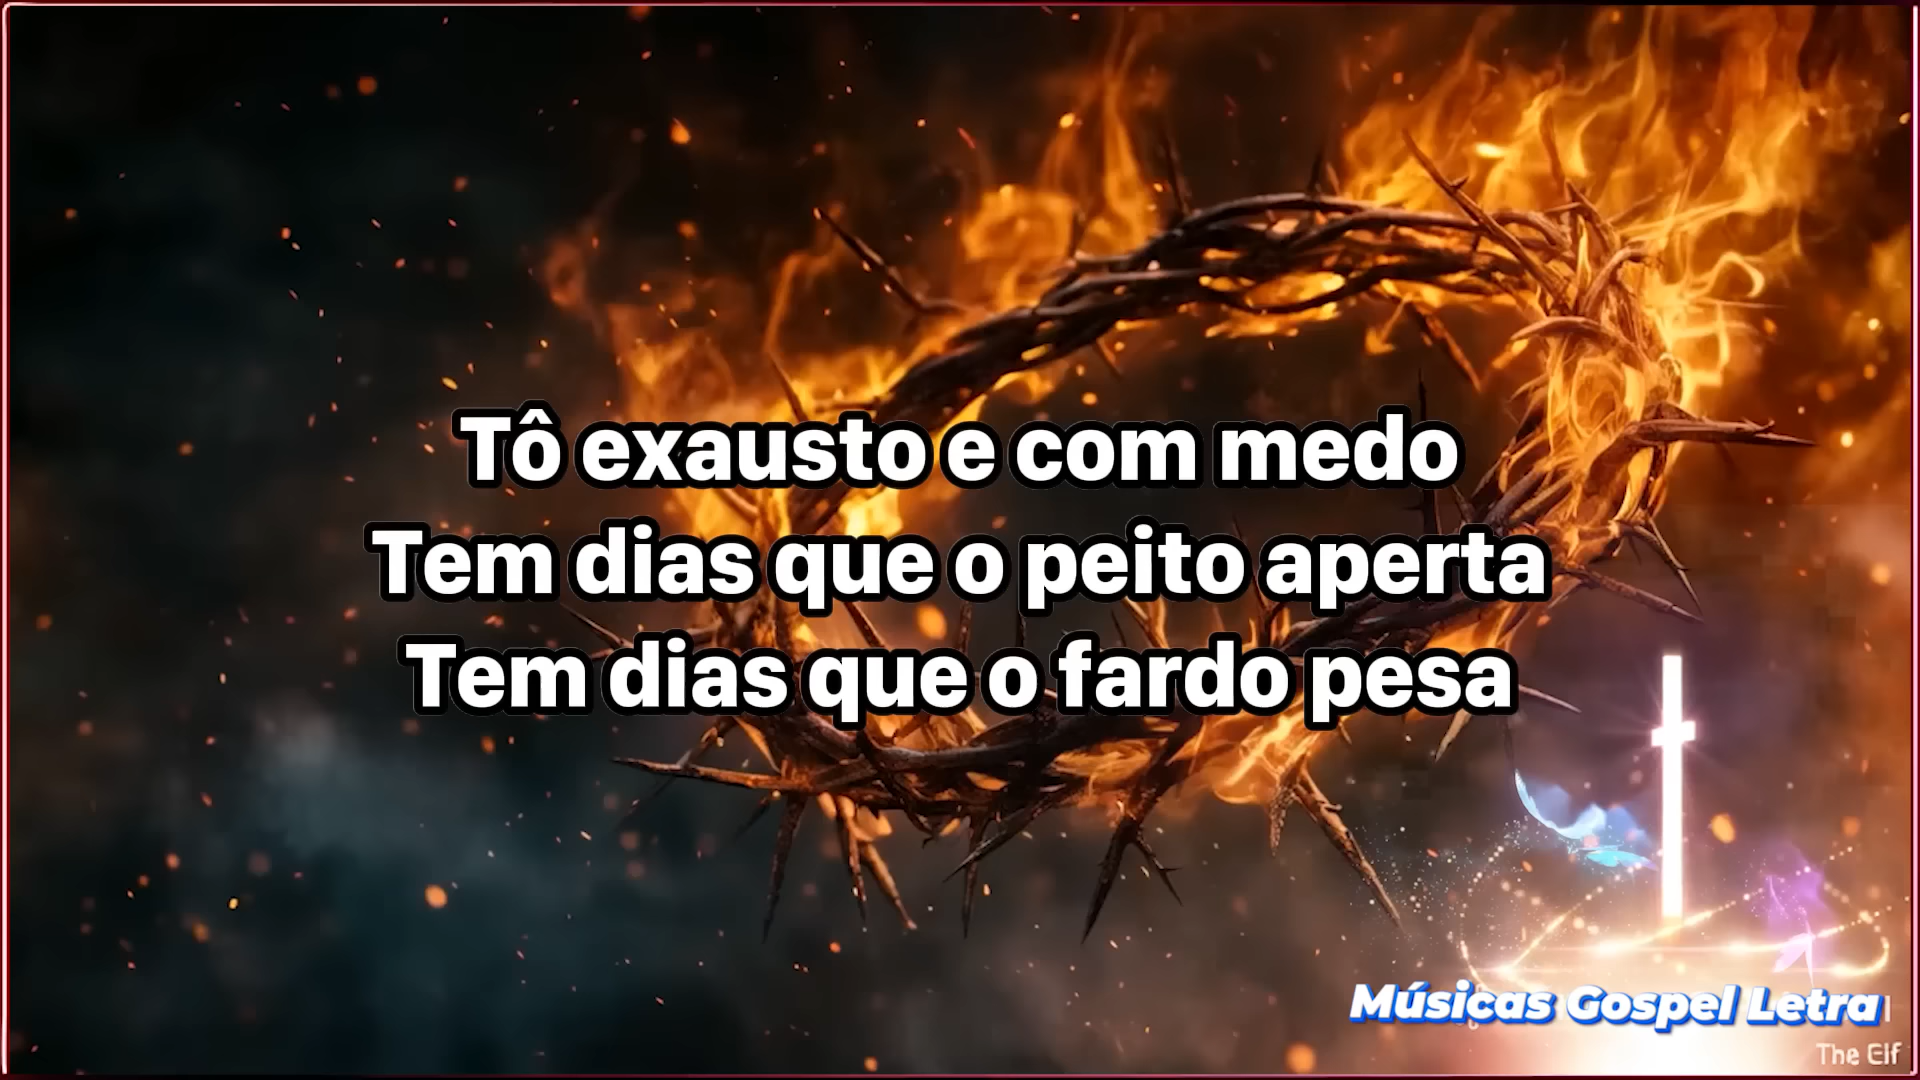 Tô exausto e com medo
Tem dias que o peito aperta
Tem dias que o fardo pesa
Músicas Gospel Letra
The Elf